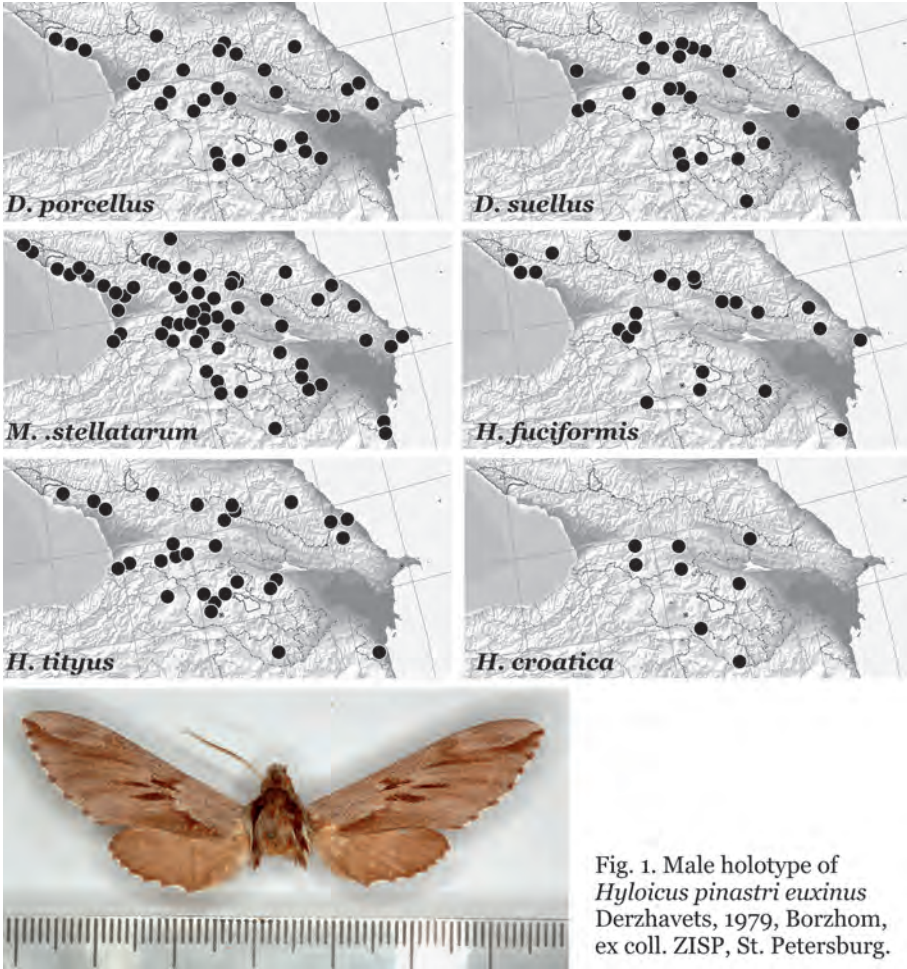 D. porcellus
D. suellus
M. .stellatarum
H. fuciformis
H. tityus
H. croatica
Fig. 1. Male holotype of
Hyloicus pinastri euxinus
Derzhavets, 1979, Borzhom,
ex coll. ZISP, St. Petersburg.